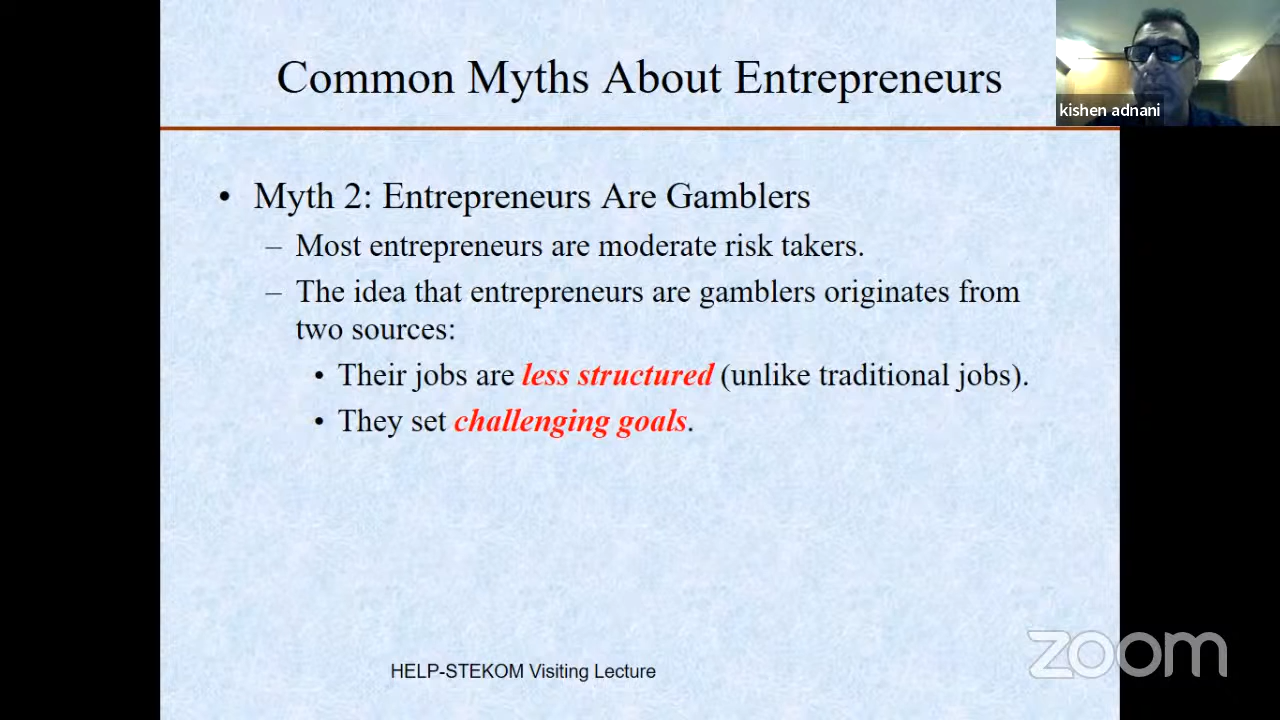 Common Myths About Entrepreneurs
kishen adnani
• Myth 2: Entrepreneurs Are Gamblers
– Most entrepreneurs are moderate risk takers.
– The idea that entrepreneurs are gamblers originates from
two sources:
• Their jobs are less structured (unlike traditional jobs).
• They set challenging goals.
HELP-STEKOM Visiting Lecture
zoom